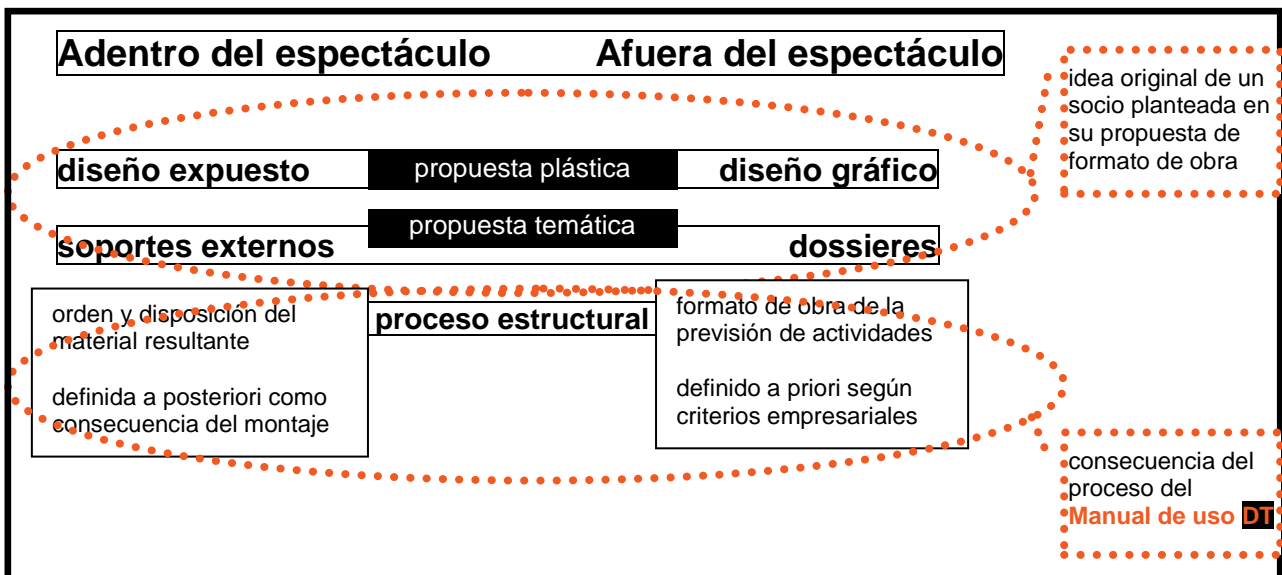 Adentro del espectáculo Afuera del espectáculo
idea original de un
socio planteada en
su propuesta de
formato de obra
diseño expuesto propuesta plástica diseño gráfico
propuesta temática
soportes externos dossieres
orden y disposición del
material resultante
definida a posteriori como
consecuencia del montaje
proceso estructural
formato de obra de la
previsión de actividades
definido a priori según
criterios empresariales
consecuencia del
proceso del
Manual de uso DT